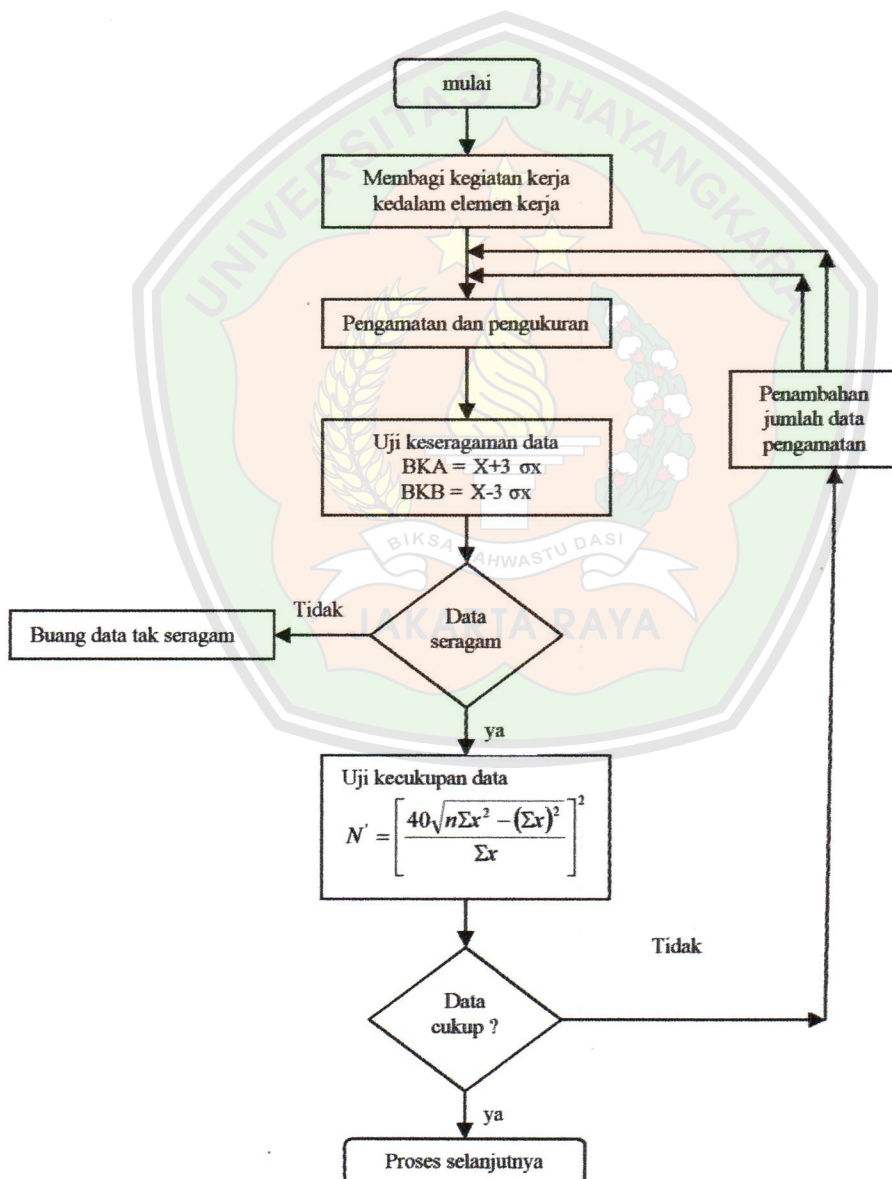 mulai
UNIVERSITAS BHAYANGKARA
Membagi kegiatan kerja
kedalam elemen kerja
Pengamatan dan pengukuran
Penambahan
jumlah data
pengamatan
Uji keseragaman data
BKA = X+3 σx
BKB = X-3 σx
BIKSA MAHWASTU DASI
JAKARTA RAYA
Tidak
Data
seragam
Buang data tak seragam
ya
Uji kecukupan data
N' = [40√(nΣx² − (Σx)²) / Σx]²
Tidak
Data
cukup ?
ya
Proses selanjutnya